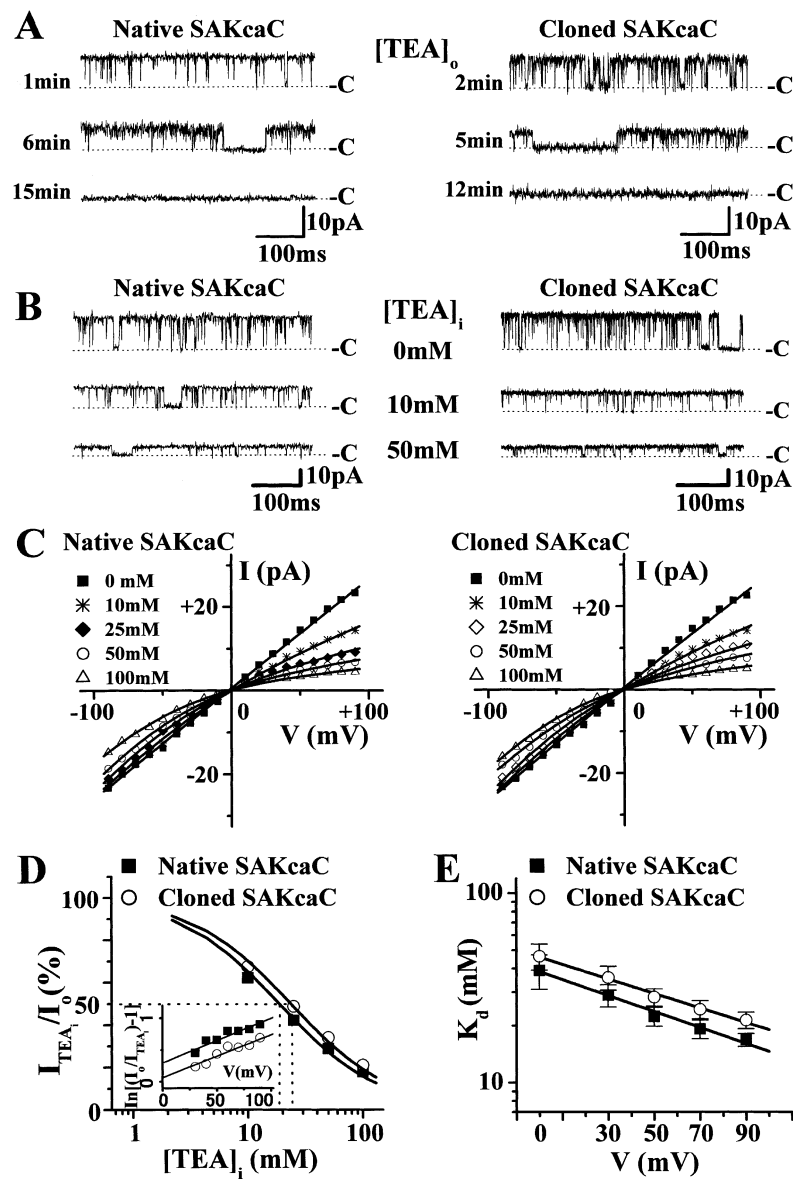 A
Native SAKcaC
[TEA]o
Cloned SAKcaC
1min
-C
6min
-C
15min
-C
10pA
100ms
2min
-C
5min
-C
12min
-C
10pA
100ms
B
Native SAKcaC
[TEA]i
Cloned SAKcaC
-C
0mM
-C
-C
10mM
-C
-C
50mM
-C
10pA
100ms
10pA
100ms
C
Native SAKcaC
I (pA)
0 mM
10mM
25mM
50mM
100mM
+20
-100
0
+100
V (mV)
-20
Cloned SAKcaC
I (pA)
0mM
10mM
25mM
50mM
100mM
+20
-100
0
+100
V (mV)
-20
D
Native SAKcaC
Cloned SAKcaC
ITEAi/Io(%)
100
50
0
ln[(Io/ITEAi)-1]
1
0
V(mV)
0
50
100
1
10
100
[TEA]i (mM)
E
Native SAKcaC
Cloned SAKcaC
Kd (mM)
100
10
0
30
50
70
90
V (mV)